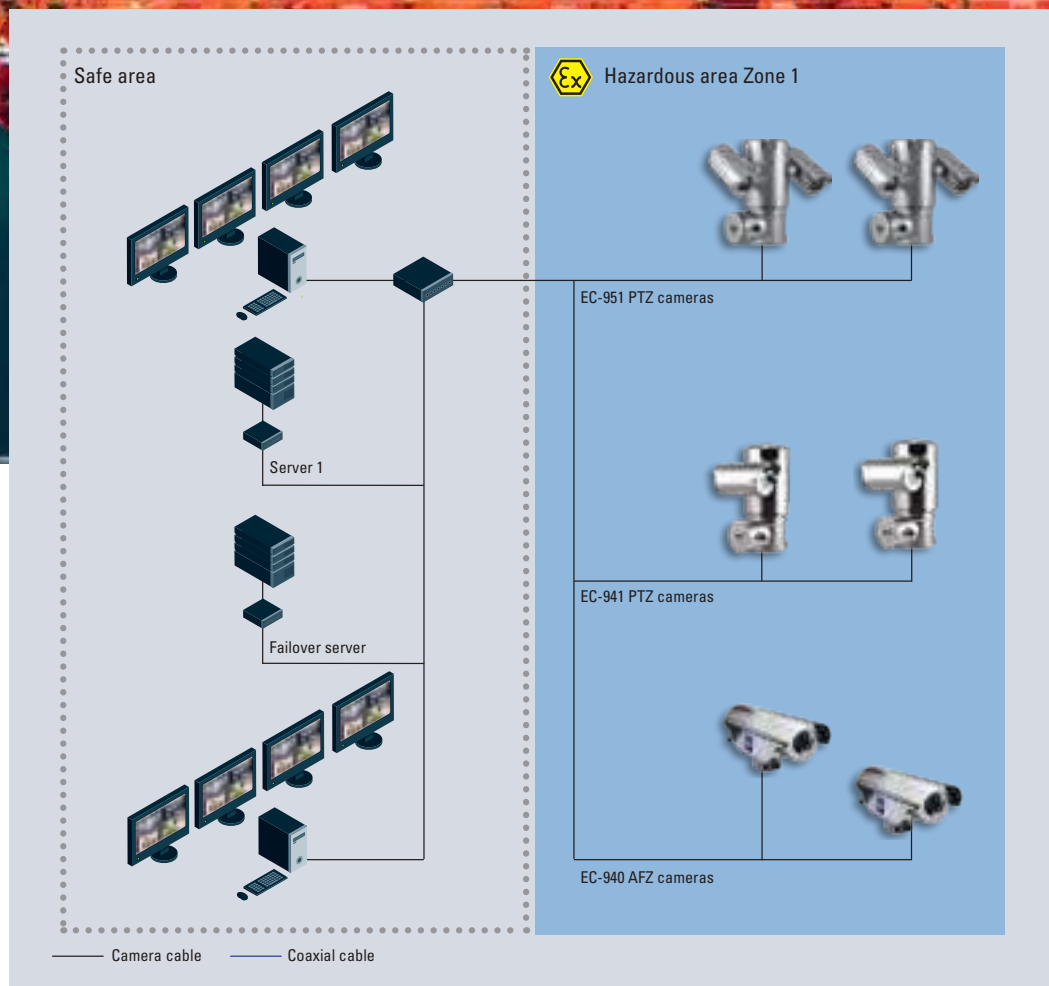 Safe area
Ex Hazardous area Zone 1
EC-951 PTZ cameras
Server 1
EC-941 PTZ cameras
Failover server
EC-940 AFZ cameras
Camera cable
Coaxial cable